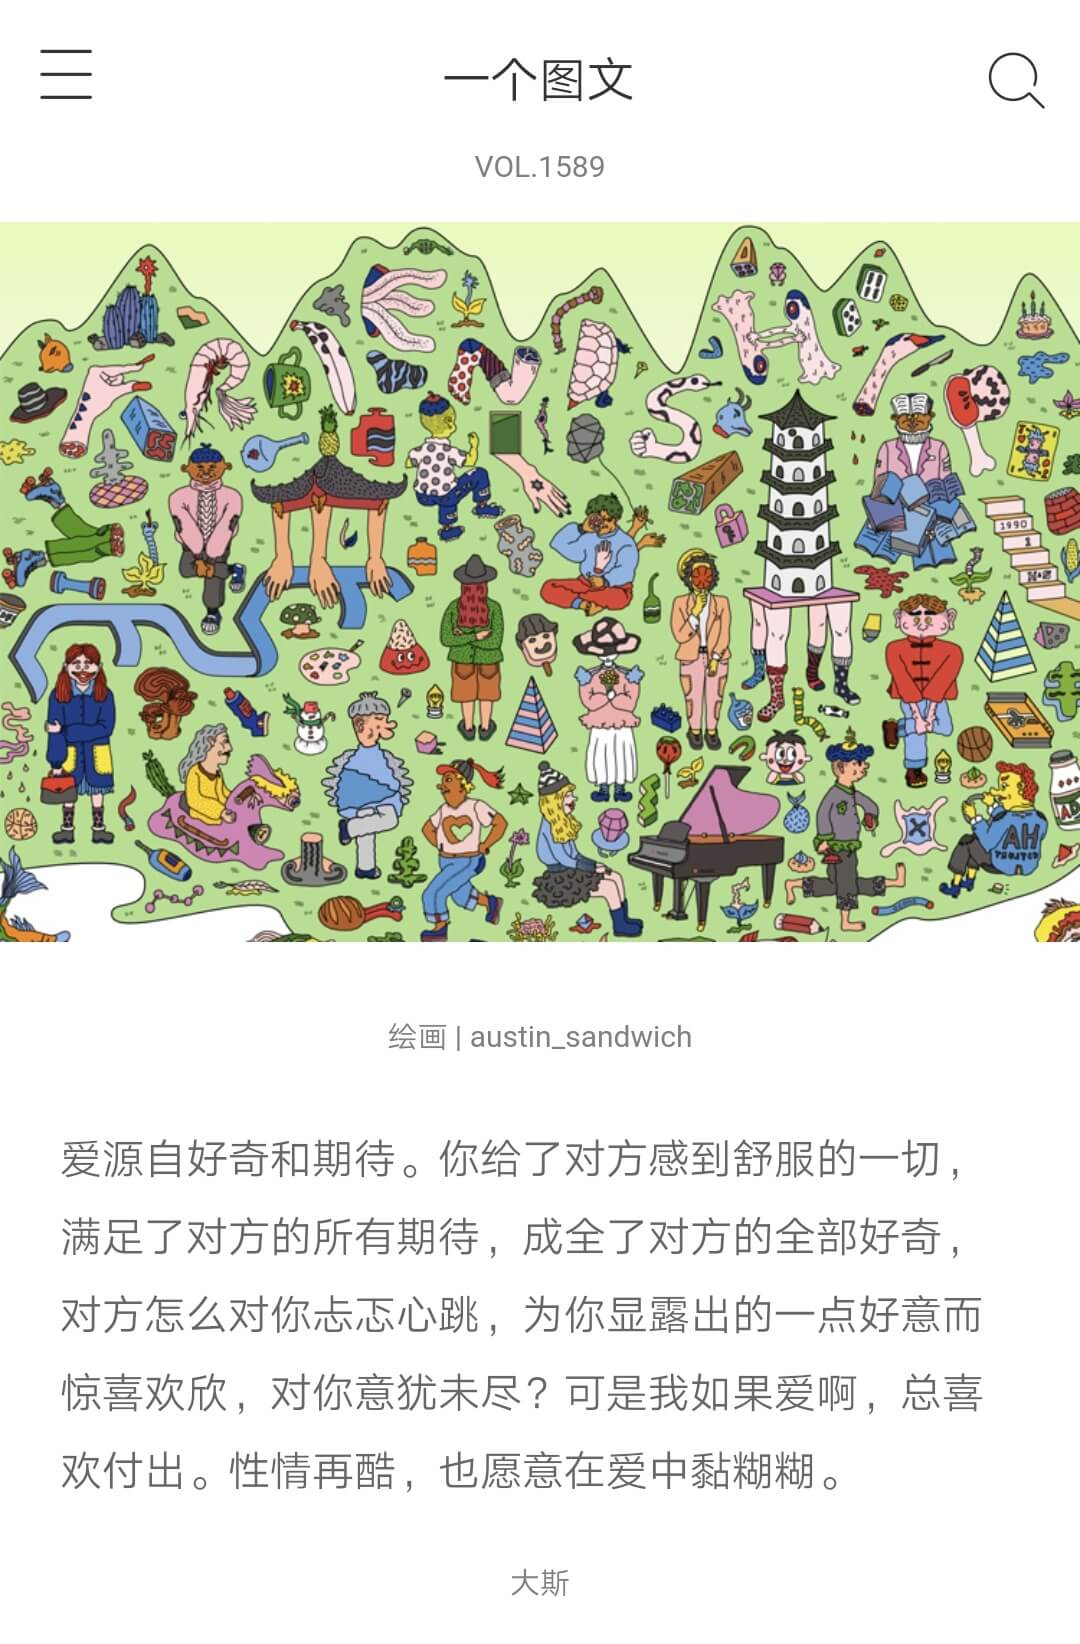 一个图文
VOL.1589
1990
1
AH
绘画 | austin_sandwich
爱源自好奇和期待。你给了对方感到舒服的一切，
满足了对方的所有期待，成全了对方的全部好奇，
对方怎么对你忐忑心跳，为你显露出的一点好意而
惊喜欢欣，对你意犹未尽？可是我如果爱啊，总喜
欢付出。性情再酷，也愿意在爱中黏糊糊。
大斯